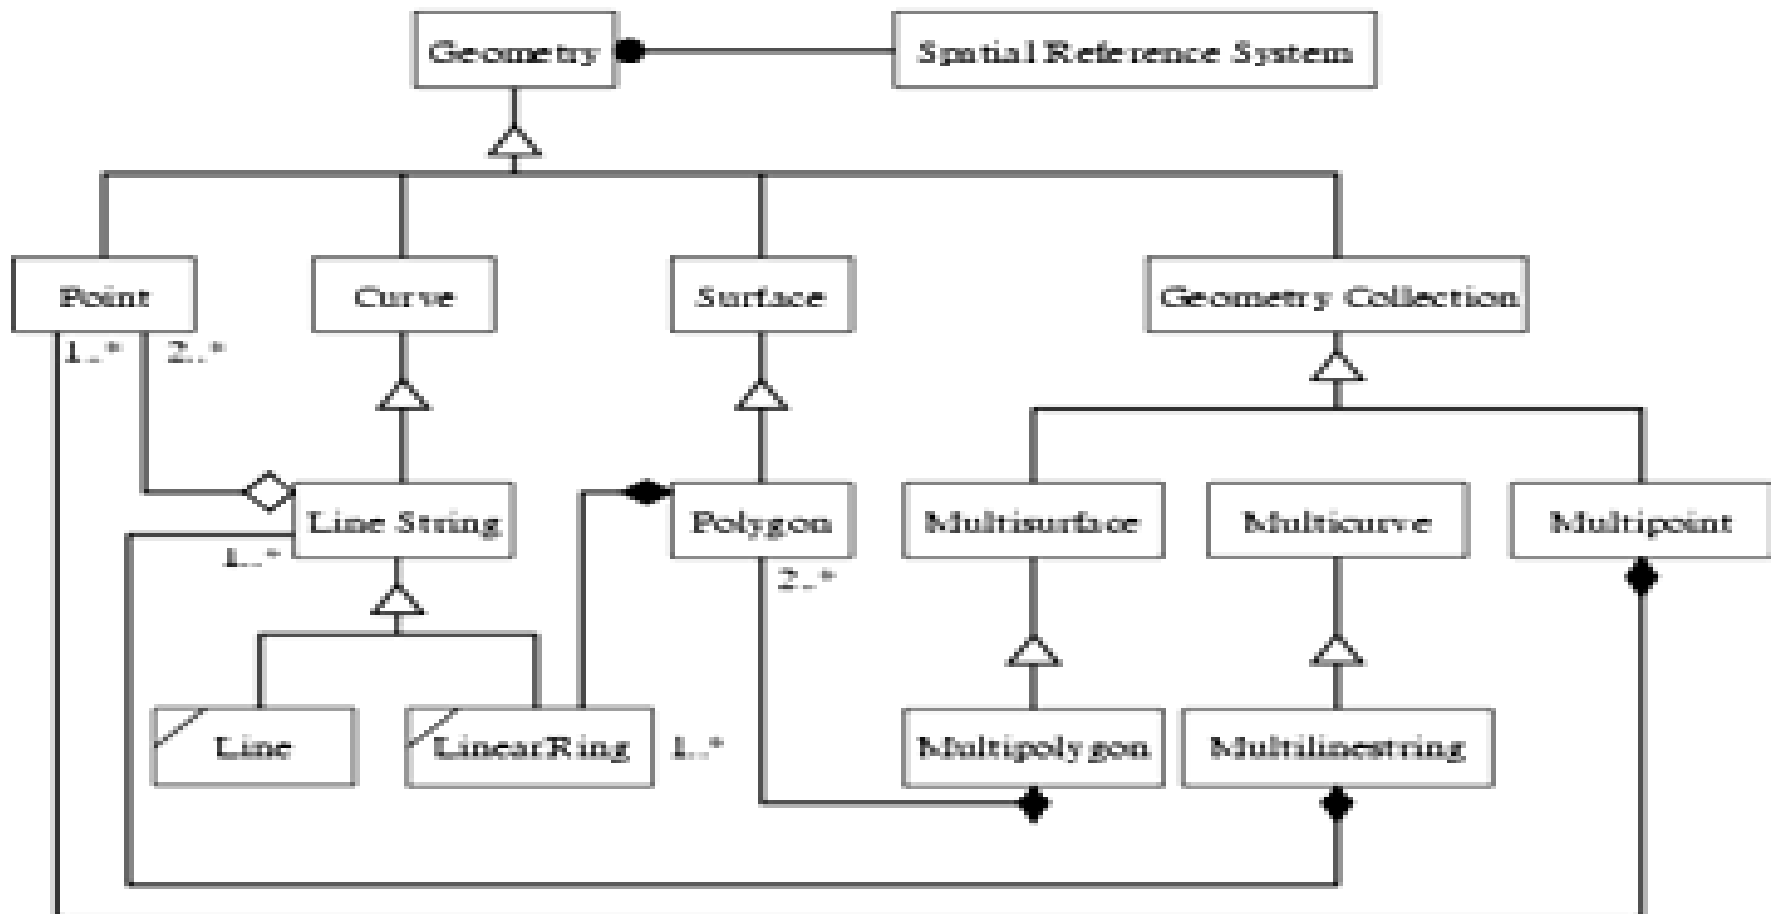 Geometry
Spatial Reference System
Point
Curve
Surface
Geometry Collection
1..*
2..*
Line String
Polygon
Multisurface
Multicurve
Multipoint
1..*
2..*
Line
LinearRing
1..*
Multipolygon
Multilinestring